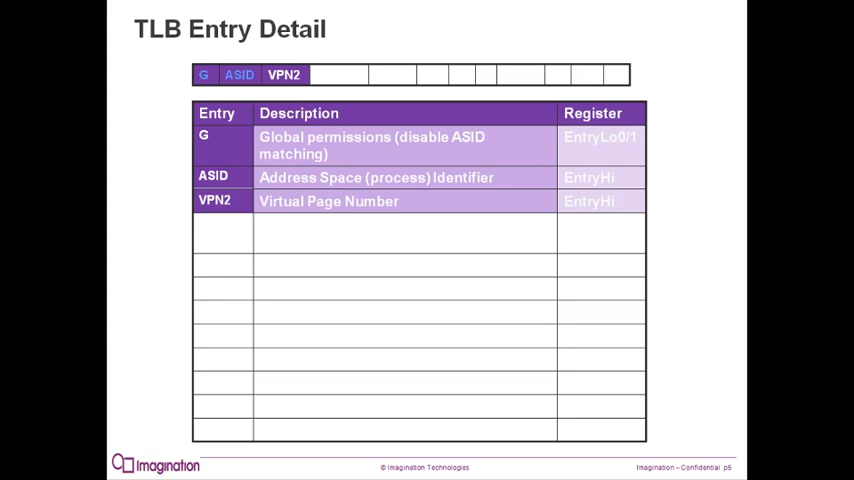 TLB Entry Detail
G ASID VPN2
Entry Description Register
G Global permissions (disable ASID matching) EntryLo0/1
ASID Address Space (process) Identifier EntryHi
VPN2 Virtual Page Number EntryHi
Imagination © Imagination Technologies Imagination – Confidential p5